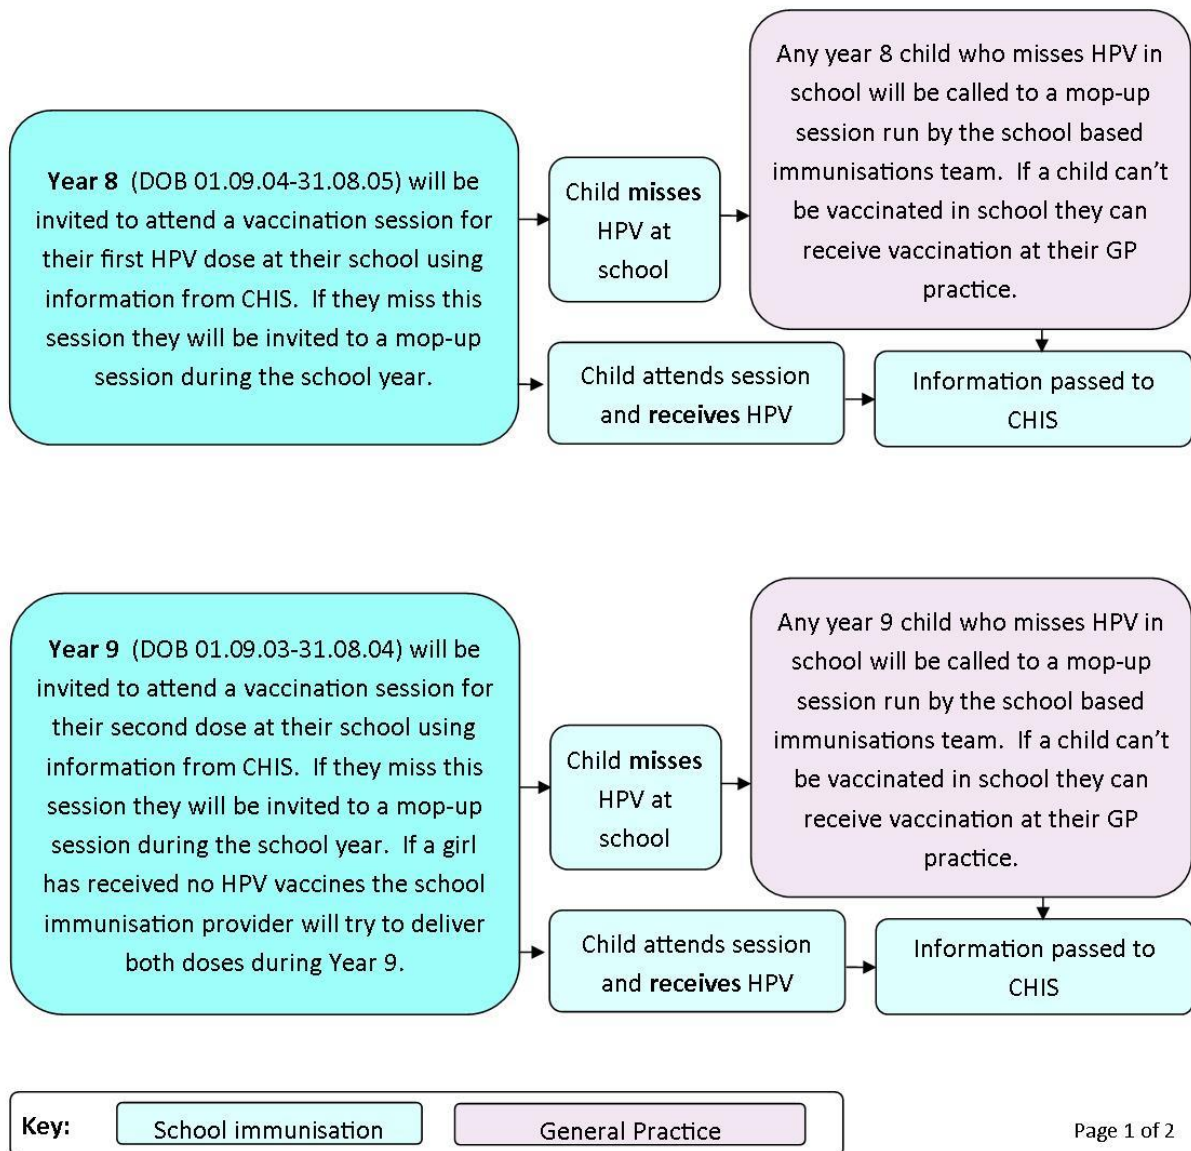 Year 8 (DOB 01.09.04-31.08.05) will be
invited to attend a vaccination session for
their first HPV dose at their school using
information from CHIS. If they miss this
session they will be invited to a mop-up
session during the school year.
Child misses
HPV at
school
Any year 8 child who misses HPV in
school will be called to a mop-up
session run by the school based
immunisations team. If a child can't
be vaccinated in school they can
receive vaccination at their GP
practice.
Child attends session
and receives HPV
Information passed to
CHIS
Year 9 (DOB 01.09.03-31.08.04) will be
invited to attend a vaccination session for
their second dose at their school using
information from CHIS. If they miss this
session they will be invited to a mop-up
session during the school year. If a girl
has received no HPV vaccines the school
immunisation provider will try to deliver
both doses during Year 9.
Child misses
HPV at
school
Any year 9 child who misses HPV in
school will be called to a mop-up
session run by the school based
immunisations team. If a child can't
be vaccinated in school they can
receive vaccination at their GP
practice.
Child attends session
and receives HPV
Information passed to
CHIS
Key:
School immunisation
General Practice
Page 1 of 2